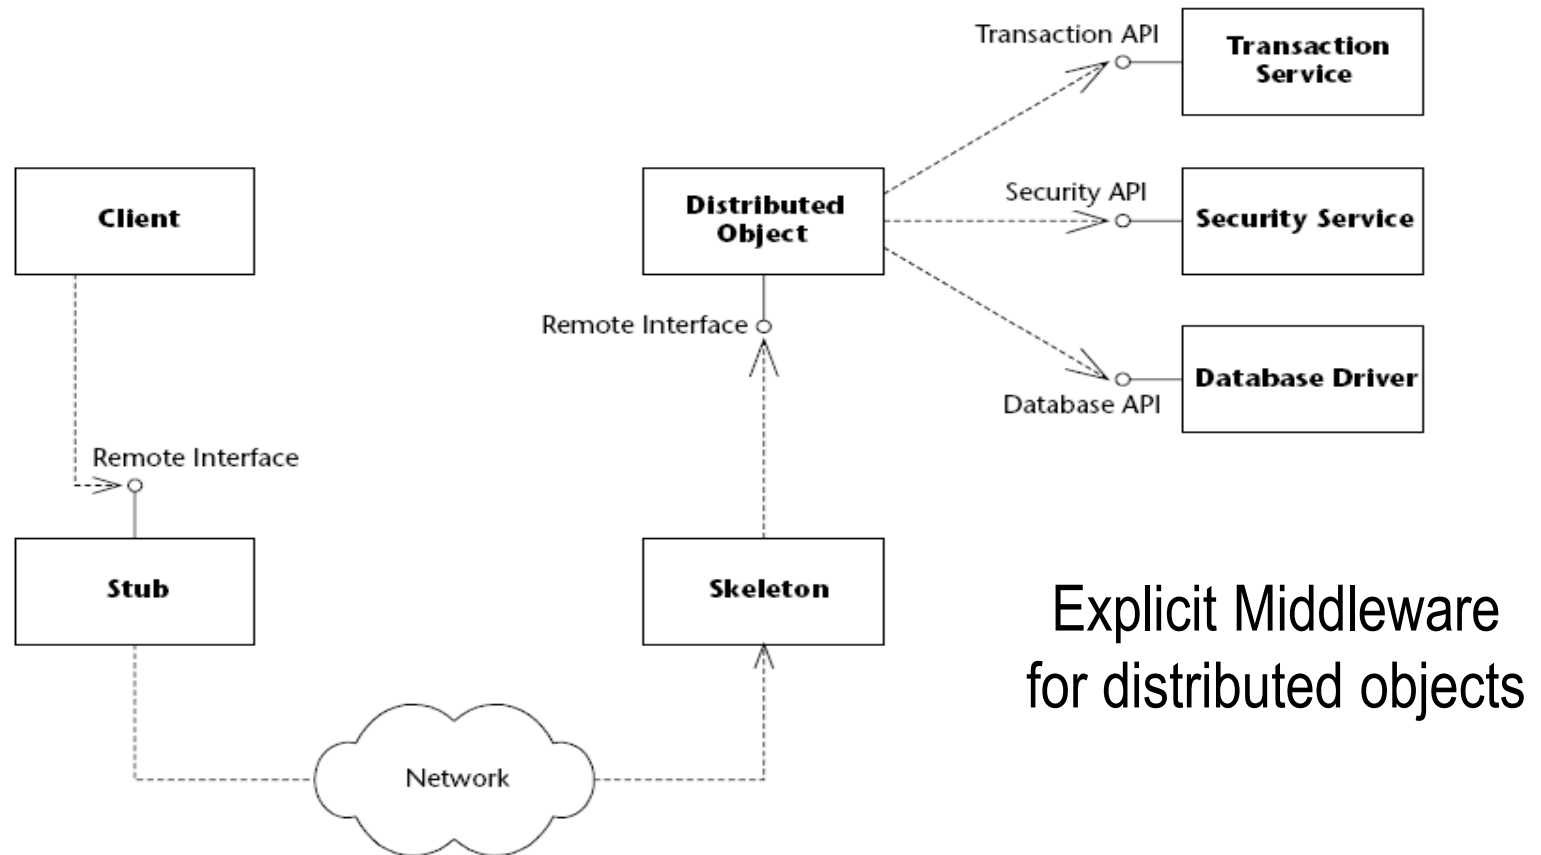 Transaction API
Transaction
Service
Client
Distributed
Object
Security API
Security Service
Remote Interface
Database Driver
Database API
Remote Interface
Stub
Skeleton
Explicit Middleware
for distributed objects
Network